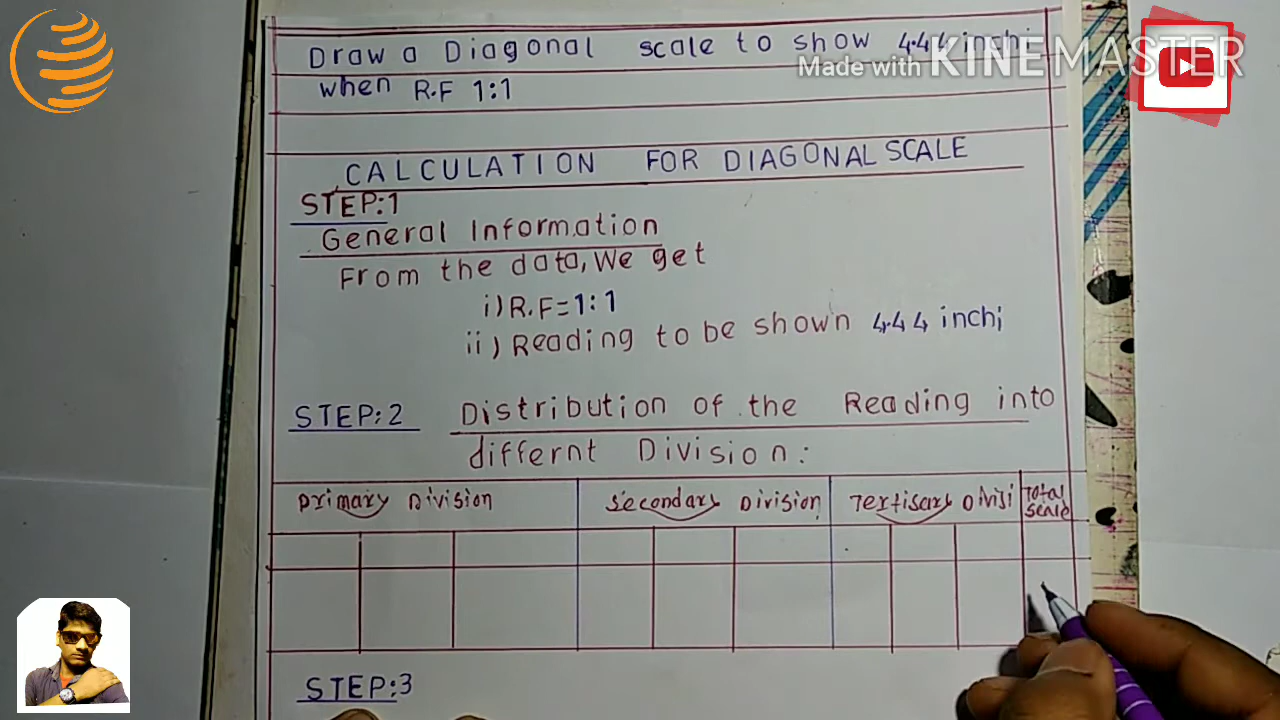 Draw a Diagonal scale to show 4.44 inchi
when R.F 1:1
Made with KINEMASTER
CALCULATION FOR DIAGONAL SCALE
STEP:1
General Information
From the data, We get
i) R.F=1:1
ii) Reading to be shown 4.44 inchi
STEP:2 Distribution of the Reading into
differnt Division:
Primary Division Secondary Division Tertisary Divisi Total
Scale
STEP:3